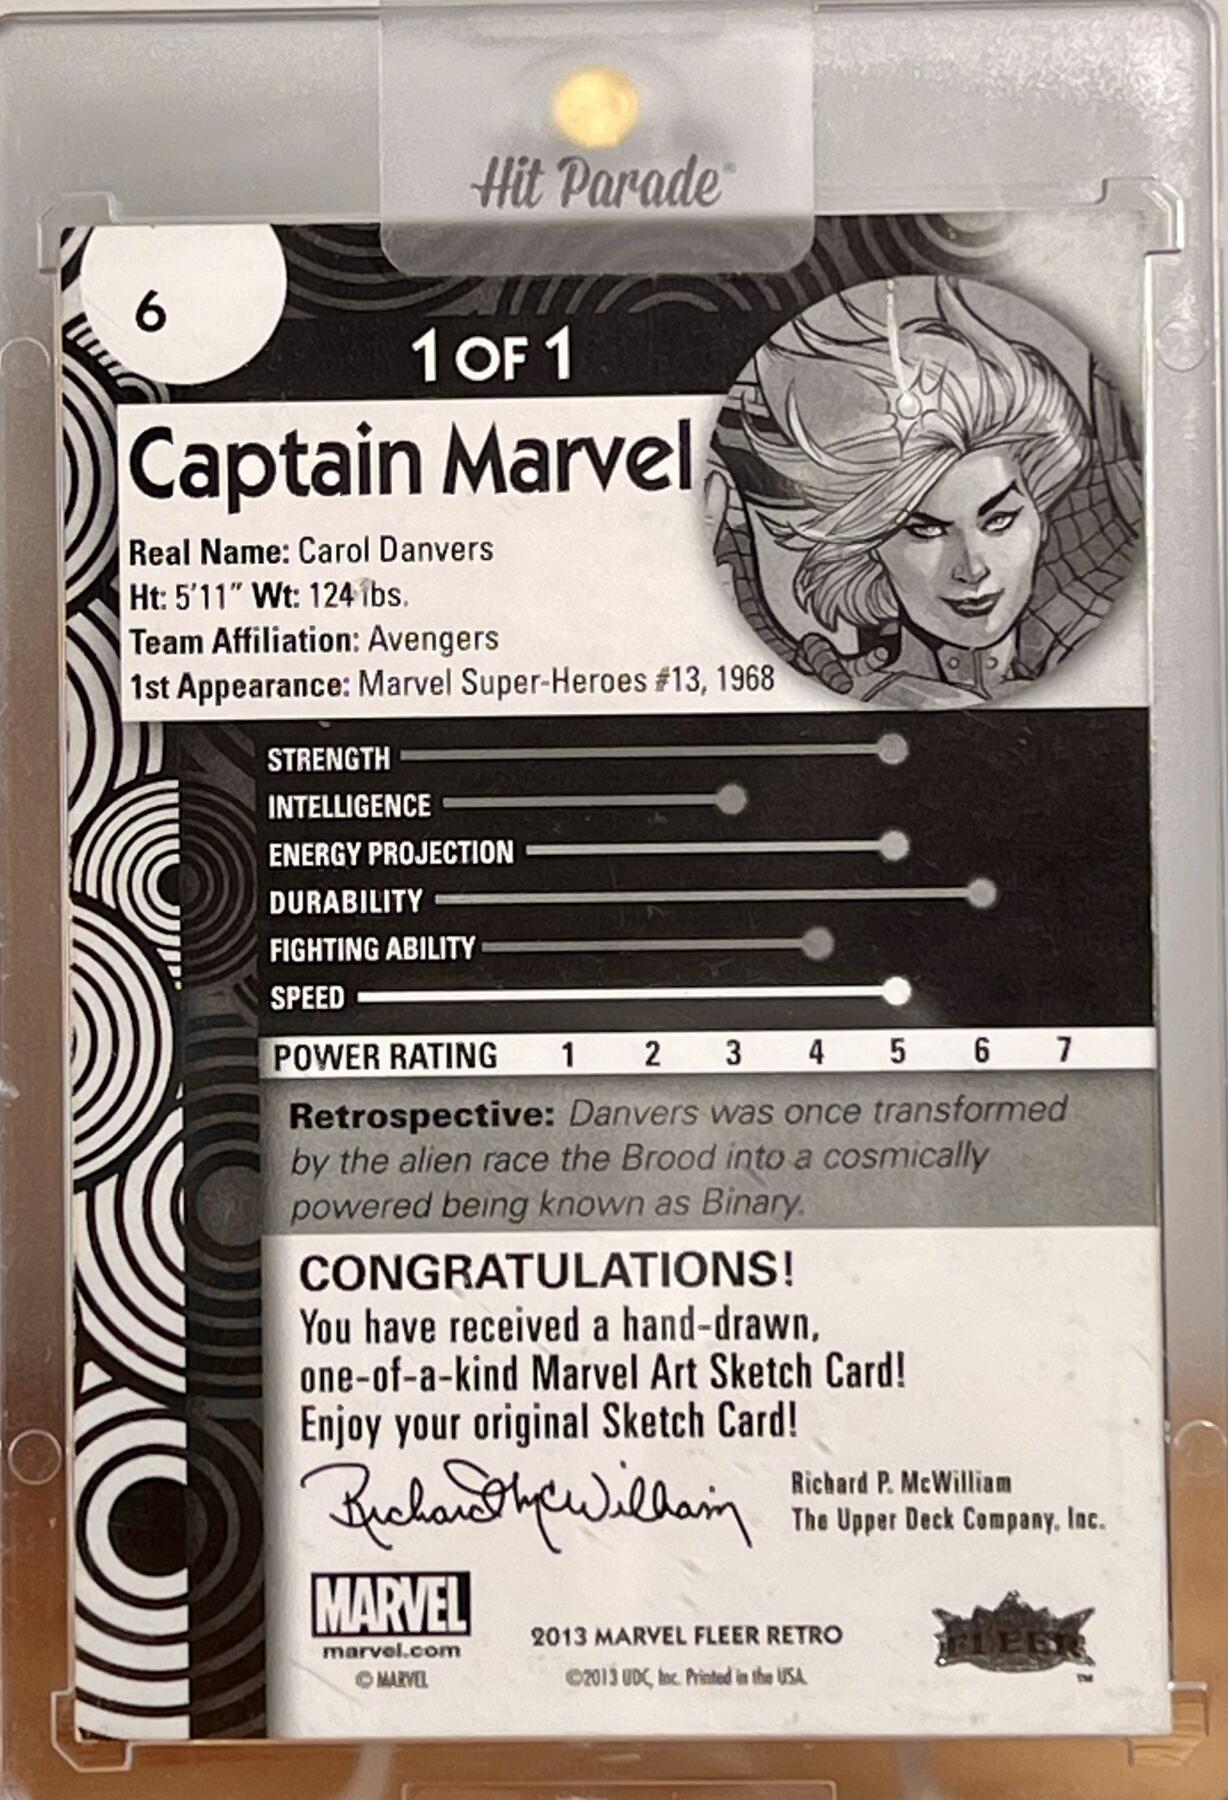 Hit Parade
6
1 OF 1
Captain Marvel
Real Name: Carol Danvers
Ht: 5'11" Wt: 124 lbs.
Team Affiliation: Avengers
1st Appearance: Marvel Super-Heroes #13, 1968
STRENGTH
INTELLIGENCE
ENERGY PROJECTION
DURABILITY
FIGHTING ABILITY
SPEED
POWER RATING 1 2 3 4 5 6 7
Retrospective: Danvers was once transformed
by the alien race the Brood into a cosmically
powered being known as Binary.
CONGRATULATIONS!
You have received a hand-drawn,
one-of-a-kind Marvel Art Sketch Card!
Enjoy your original Sketch Card!
Richard P. McWilliam
Richard P. McWilliam
The Upper Deck Company, Inc.
MARVEL
marvel.com
© MARVEL
2013 MARVEL FLEER RETRO
©2013 UDC, Inc. Printed in the USA.
FLEER
TM